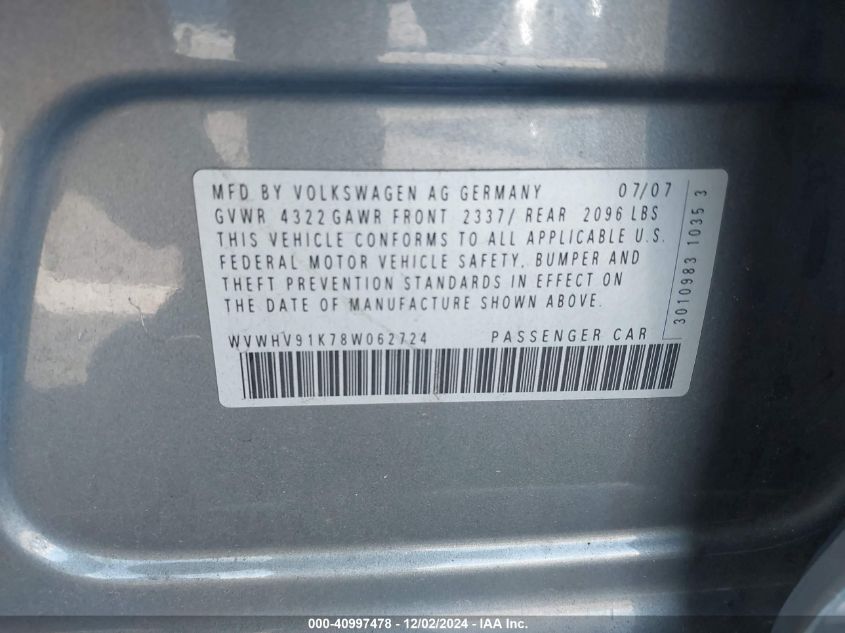 MFD BY VOLKSWAGEN AG GERMANY 07/07
GVWR 4322 GAWR FRONT 2337/ REAR 2096 LBS
THIS VEHICLE CONFORMS TO ALL APPLICABLE U.S.
FEDERAL MOTOR VEHICLE SAFETY, BUMPER AND
THEFT PREVENTION STANDARDS IN EFFECT ON
THE DATE OF MANUFACTURE SHOWN ABOVE.
WVWHV91K78W062724 PASSENGER CAR
3010983 1035 3
000-40997478 - 12/02/2024 - IAA Inc.